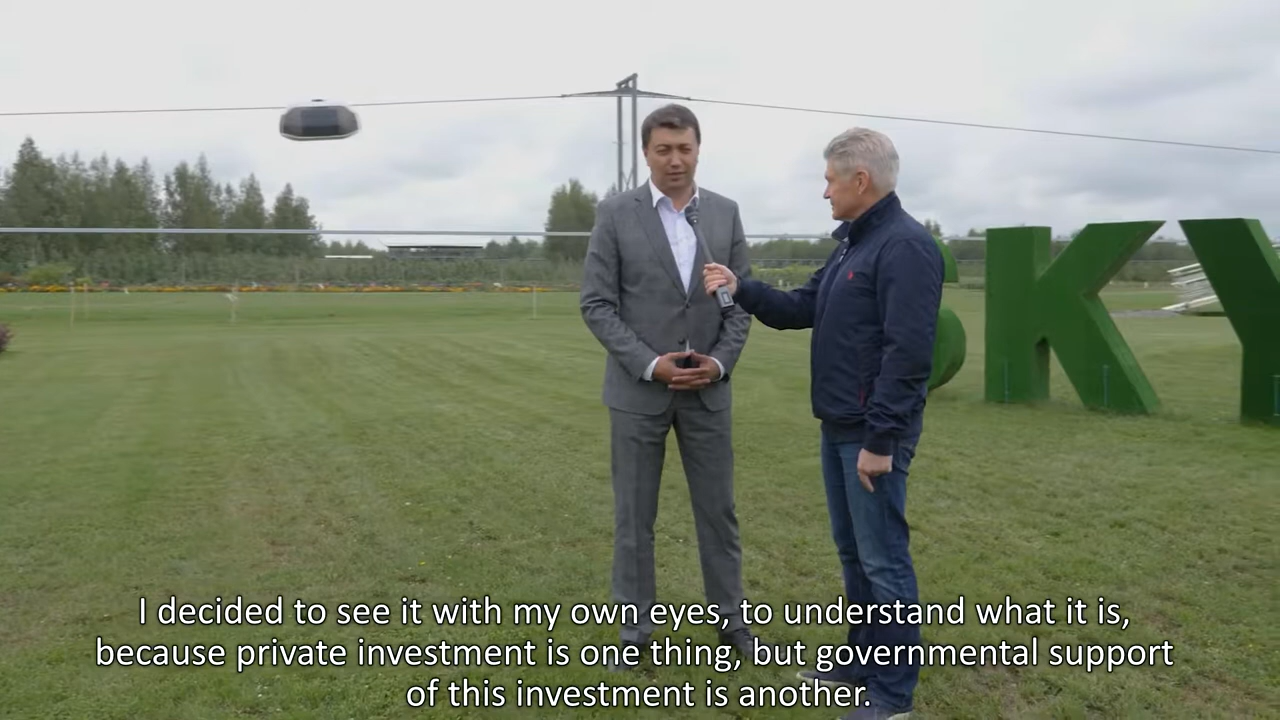 SKY
I decided to see it with my own eyes, to understand what it is,
because private investment is one thing, but governmental support
of this investment is another.